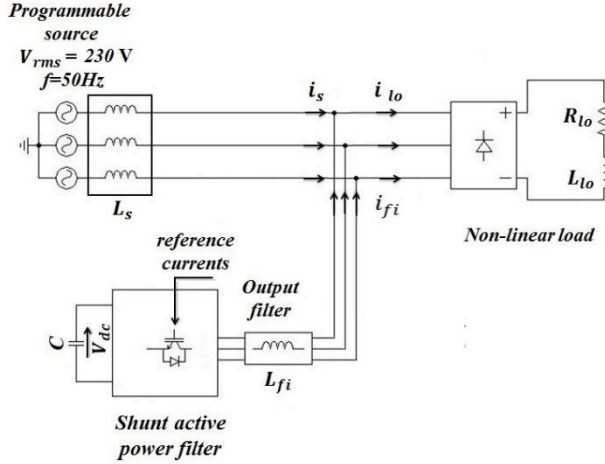 Programmable
source
V_rms = 230 V
f=50Hz
i_s
i_lo
+
R_lo
−
L_lo
L_s
i_fi
Non-linear load
reference
currents
Output
filter
C
V_dc
L_fi
Shunt active
power filter